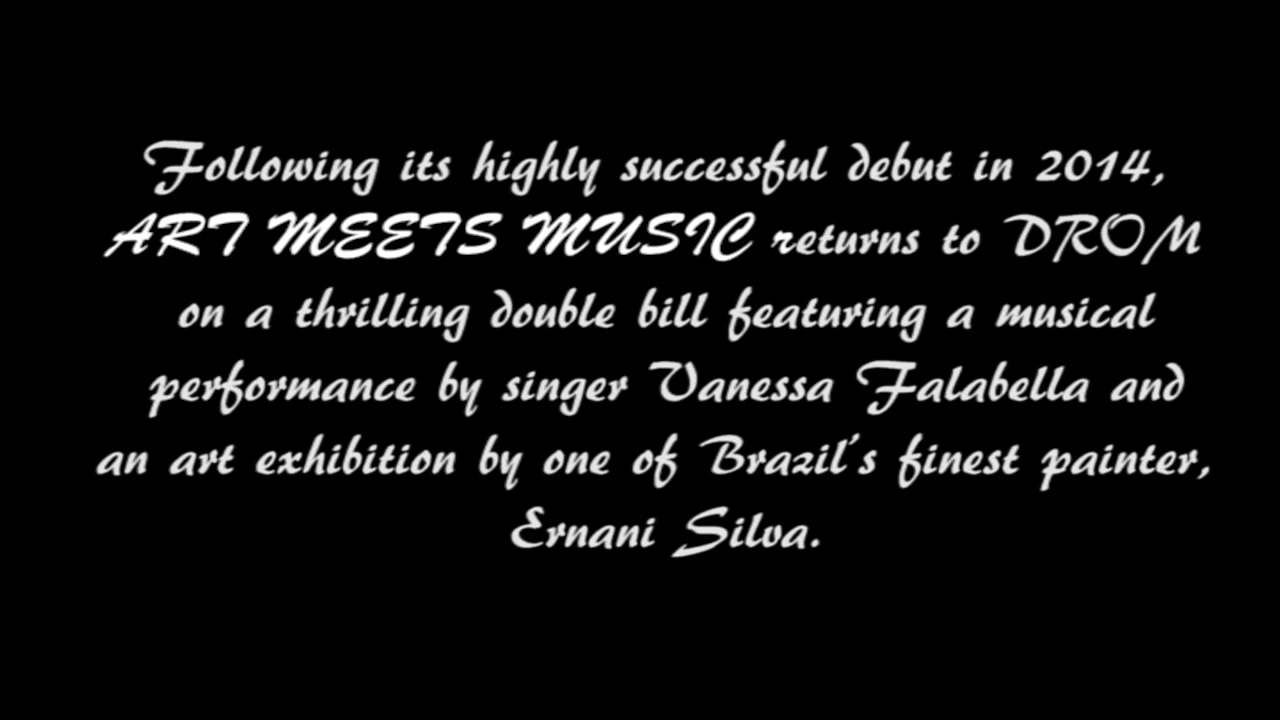 Following its highly successful debut in 2014,
ART MEETS MUSIC returns to DROM
on a thrilling double bill featuring a musical
performance by singer Vanessa Falabella and
an art exhibition by one of Brazil's finest painter,
Ernani Silva.